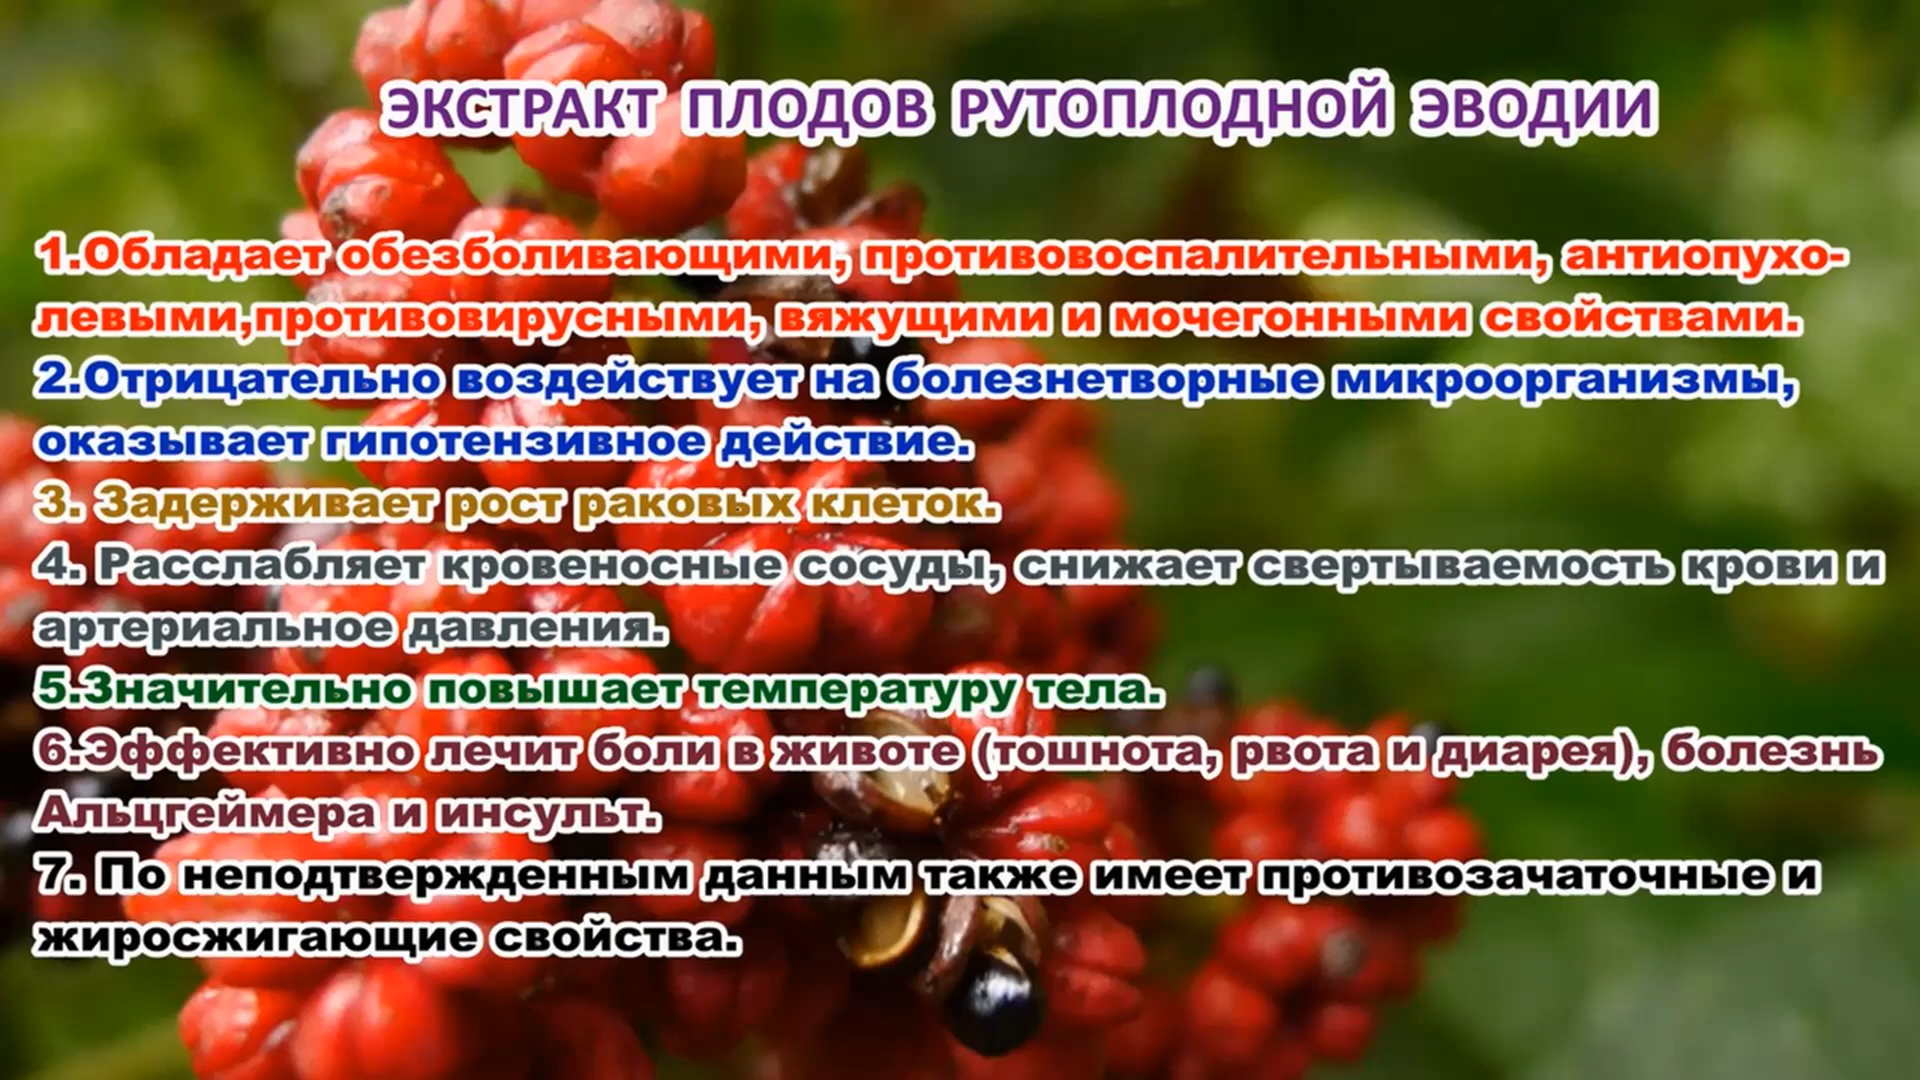 ЭКСТРАКТ ПЛОДОВ РУТОПЛОДНОЙ ЭВОДИИ
1.Обладает обезболивающими, противовоспалительными, антиопухо-
левыми,противовирусными, вяжущими и мочегонными свойствами.
2.Отрицательно воздействует на болезнетворные микроорганизмы,
оказывает гипотензивное действие.
3. Задерживает рост раковых клеток.
4. Расслабляет кровеносные сосуды, снижает свертываемость крови и
артериальное давления.
5.Значительно повышает температуру тела.
6.Эффективно лечит боли в животе (тошнота, рвота и диарея), болезнь
Альцгеймера и инсульт.
7. По неподтвержденным данным также имеет противозачаточные и
жиросжигающие свойства.